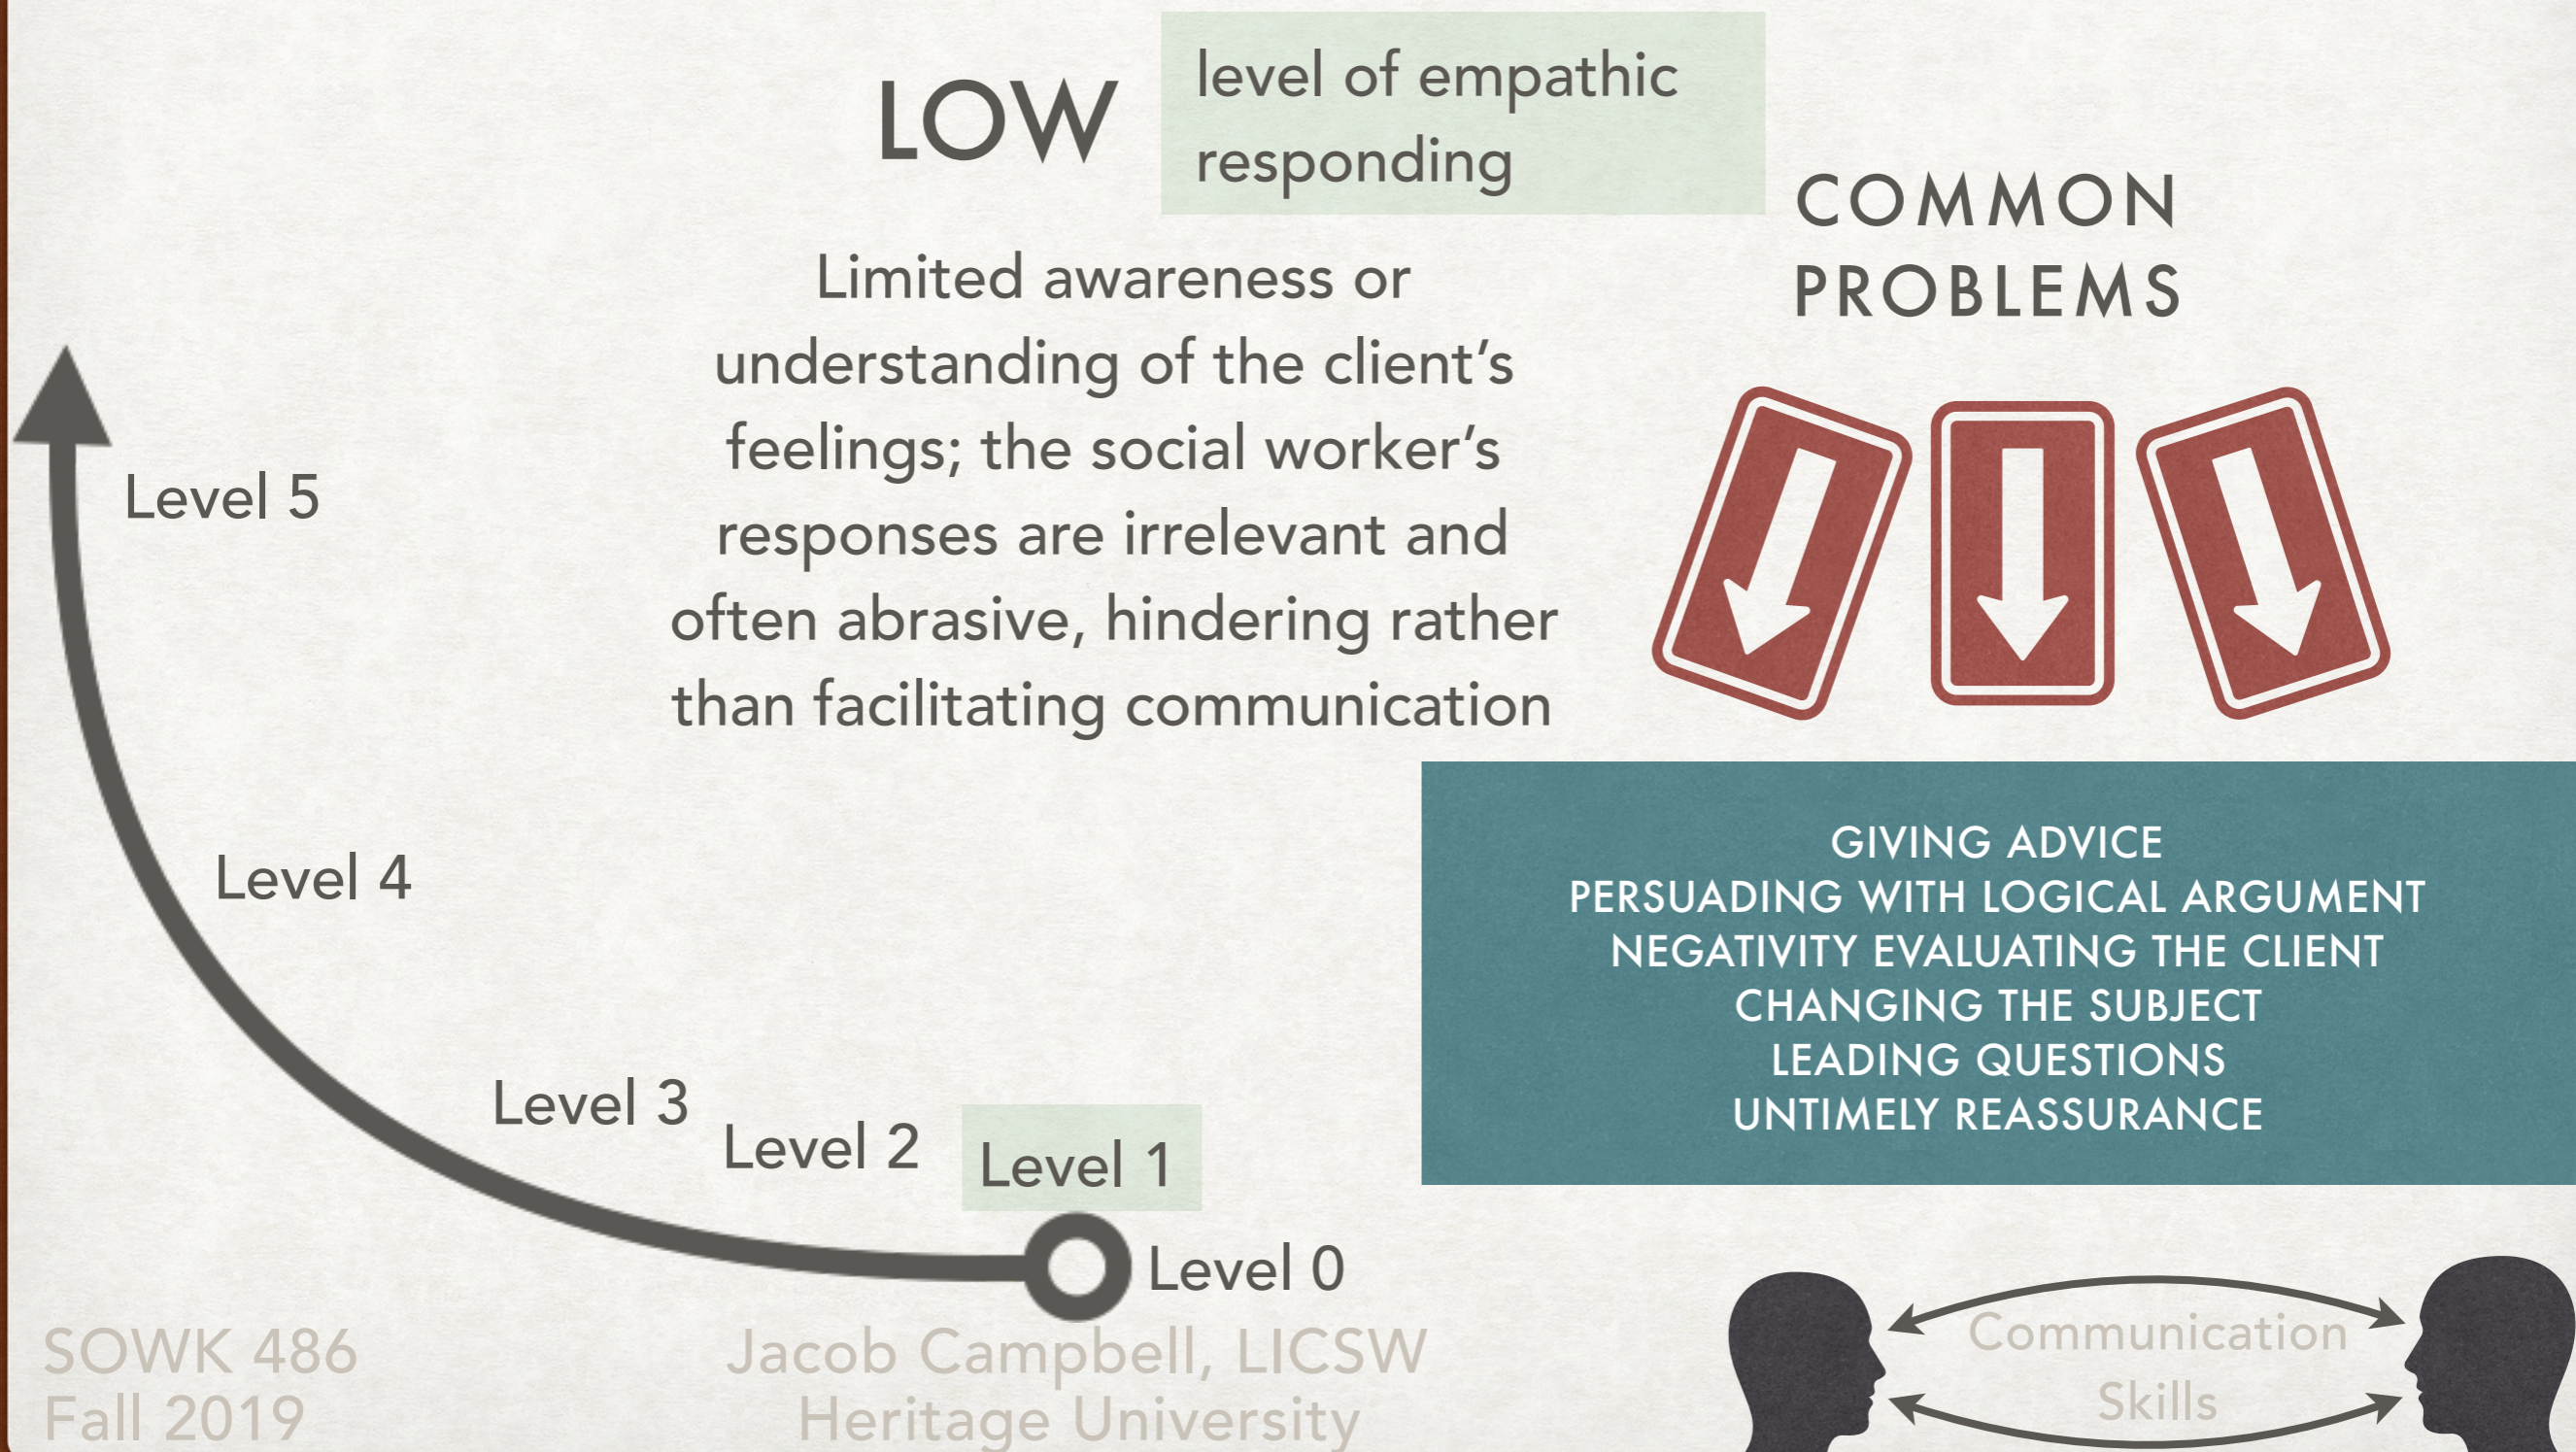 LOW
level of empathic
responding
Limited awareness or
understanding of the client’s
feelings; the social worker’s
responses are irrelevant and
often abrasive, hindering rather
than facilitating communication
COMMON
PROBLEMS
GIVING ADVICE
PERSUADING WITH LOGICAL ARGUMENT
NEGATIVITY EVALUATING THE CLIENT
CHANGING THE SUBJECT
LEADING QUESTIONS
UNTIMELY REASSURANCE
Level 5
Level 4
Level 3
Level 2
Level 1
Level 0
SOWK 486
Fall 2019
Jacob Campbell, LICSW
Heritage University
Communication
Skills